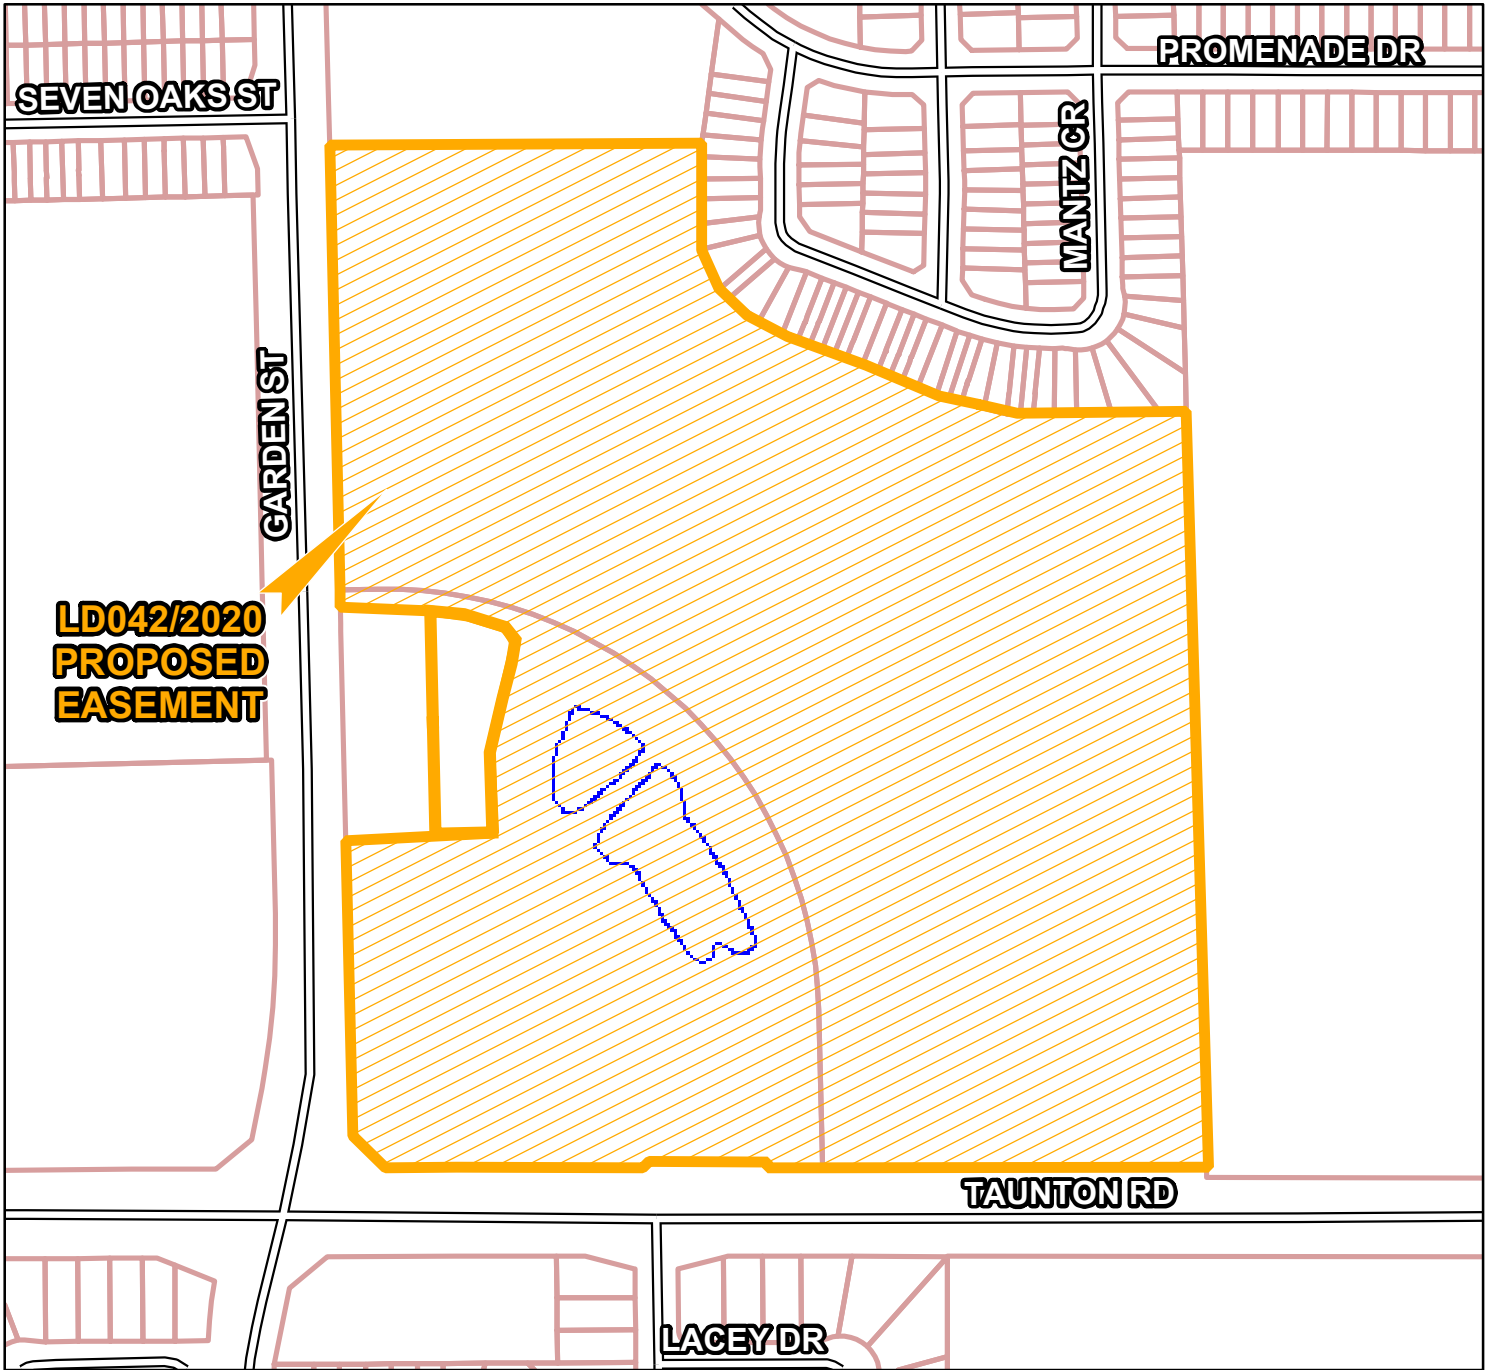 PROMENADE DR
SEVEN OAKS ST
MANTZ CR
GARDEN ST
LD042/2020
PROPOSED
EASEMENT
TAUNTON RD
LACEY DR